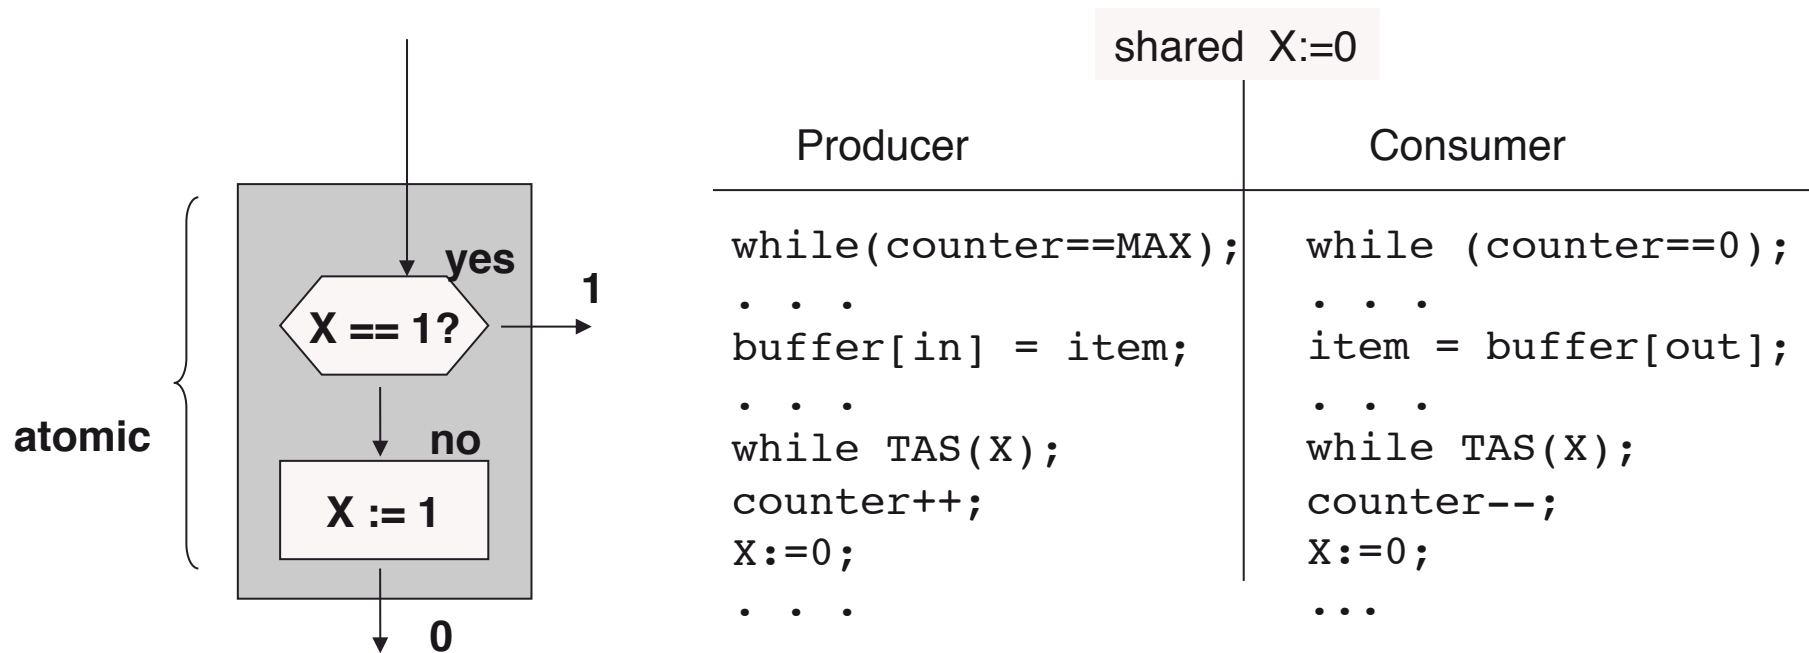 yes
1
X == 1?
atomic
no
X := 1
0
shared X:=0
Producer
Consumer
while(counter==MAX);
. . .
buffer[in] = item;
. . .
while TAS(X);
counter++;
X:=0;
. . .
while (counter==0);
. . .
item = buffer[out];
. . .
while TAS(X);
counter--;
X:=0;
...